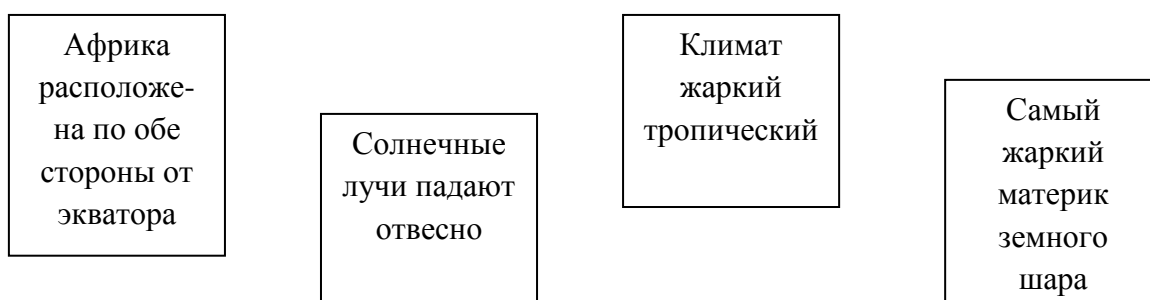 Африка
расположе-
на по обе
стороны от
экватора
Солнечные
лучи падают
отвесно
Климат
жаркий
тропический
Самый
жаркий
материк
земного
шара